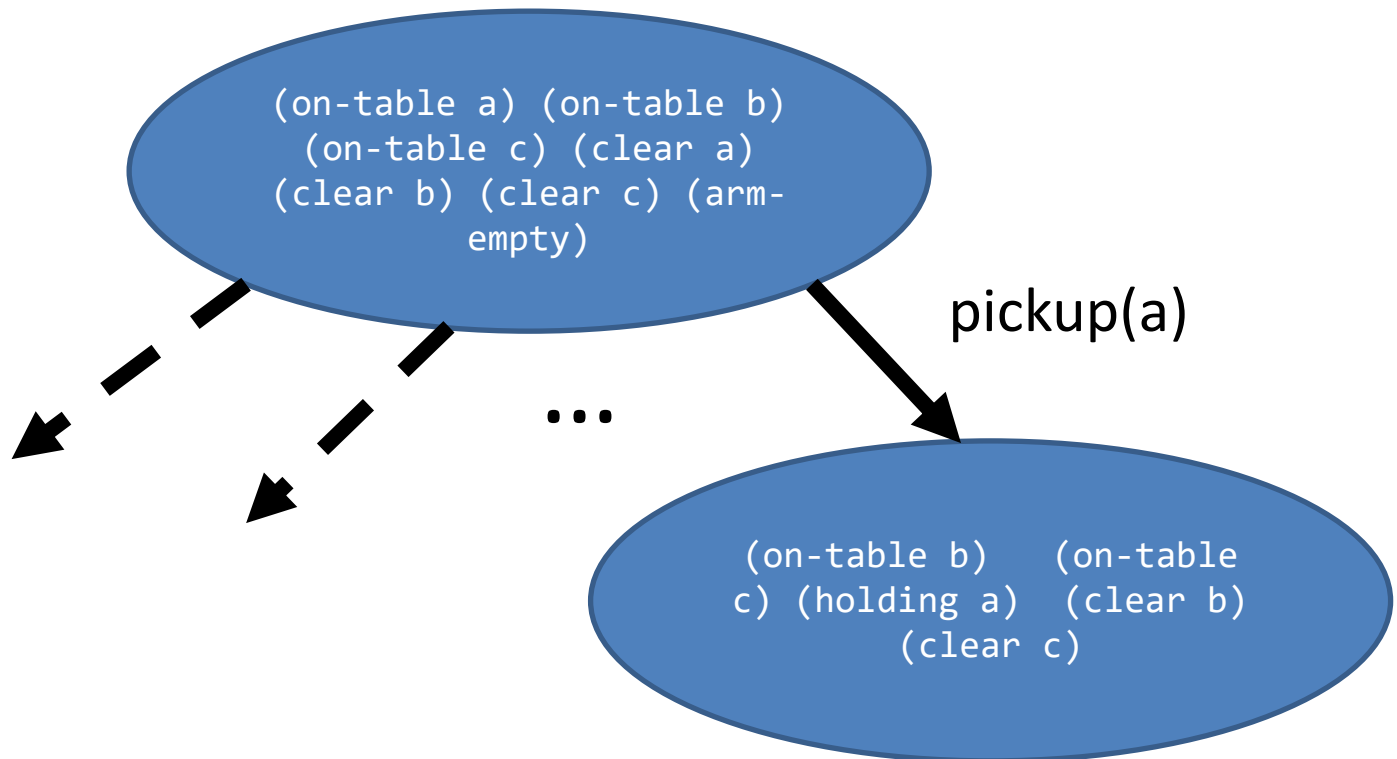 (on-table a) (on-table b)
(on-table c) (clear a)
(clear b) (clear c) (arm-
empty)
pickup(a)
...
(on-table b) (on-table
c) (holding a) (clear b)
(clear c)